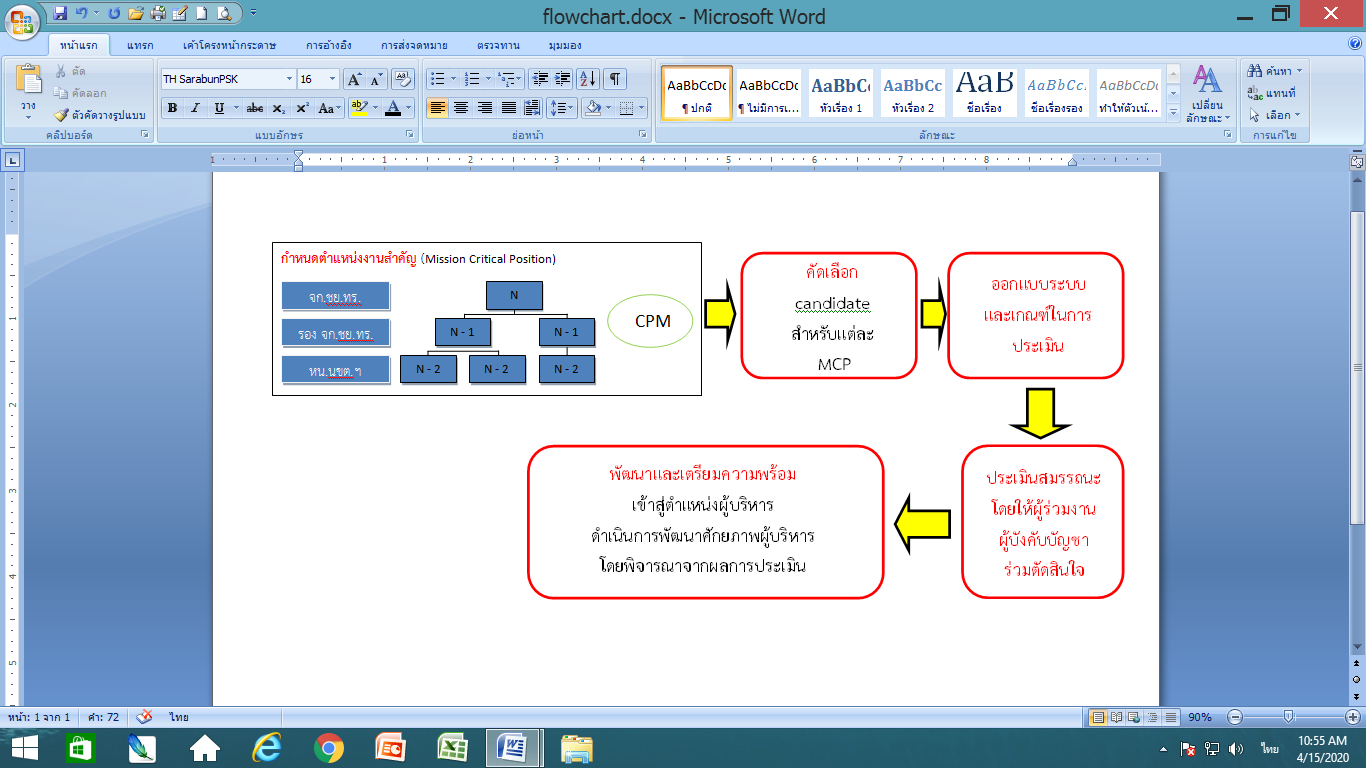 flowchart.docx - Microsoft Word
หน้าแรก แทรก เค้าโครงหน้ากระดาษ การอ้างอิง การส่งจดหมาย ตรวจทาน มุมมอง
วาง
ตัด
คัดลอก
ตัวคัดวางรูปแบบ
คลิปบอร์ด
TH SarabunPSK 16
B I U abc x₂ x² Aa
แบบอักษร
ย่อหน้า
AaBbCcDc AaBbCcDc AaBbC AaBbCc AaB AaBbCc AaBbCcDc
¶ ปกติ ¶ ไม่มีการเ... หัวเรื่อง 1 หัวเรื่อง 2 ชื่อเรื่อง ชื่อเรื่องรอง ทำให้ตัวเน้...
ลักษณะ
เปลี่ยน
ลักษณะ
ค้นหา
แทนที่
เลือก
การแก้ไข
1 1 2 3 4 5 6 7 8
1
2
3
4
5
กำหนดตำแหน่งงานสำคัญ (Mission Critical Position)
จก.ชย.ทร.
รอง จก.ชย.ทร.
หน.นขต.ฯ
N
N - 1 N - 1
N - 2 N - 2 N - 2
CPM
คัดเลือก
candidate
สำหรับแต่ละ
MCP
ออกแบบระบบ
และเกณฑ์ในการ
ประเมิน
ประเมินสมรรถนะ
โดยให้ผู้ร่วมงาน
ผู้บังคับบัญชา
ร่วมตัดสินใจ
พัฒนาและเตรียมความพร้อม
เข้าสู่ตำแหน่งผู้บริหาร
ดำเนินการพัฒนาศักยภาพผู้บริหาร
โดยพิจารณาจากผลการประเมิน
หน้า: 1 จาก 1 คำ: 72 ไทย 90%
ไทย
10:55 AM
4/15/2020